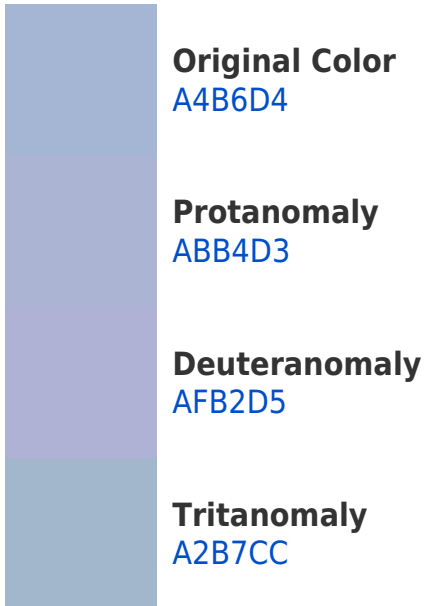 Original Color
A4B6D4
Protanomaly
ABB4D3
Deuteranomaly
AFB2D5
Tritanomaly
A2B7CC